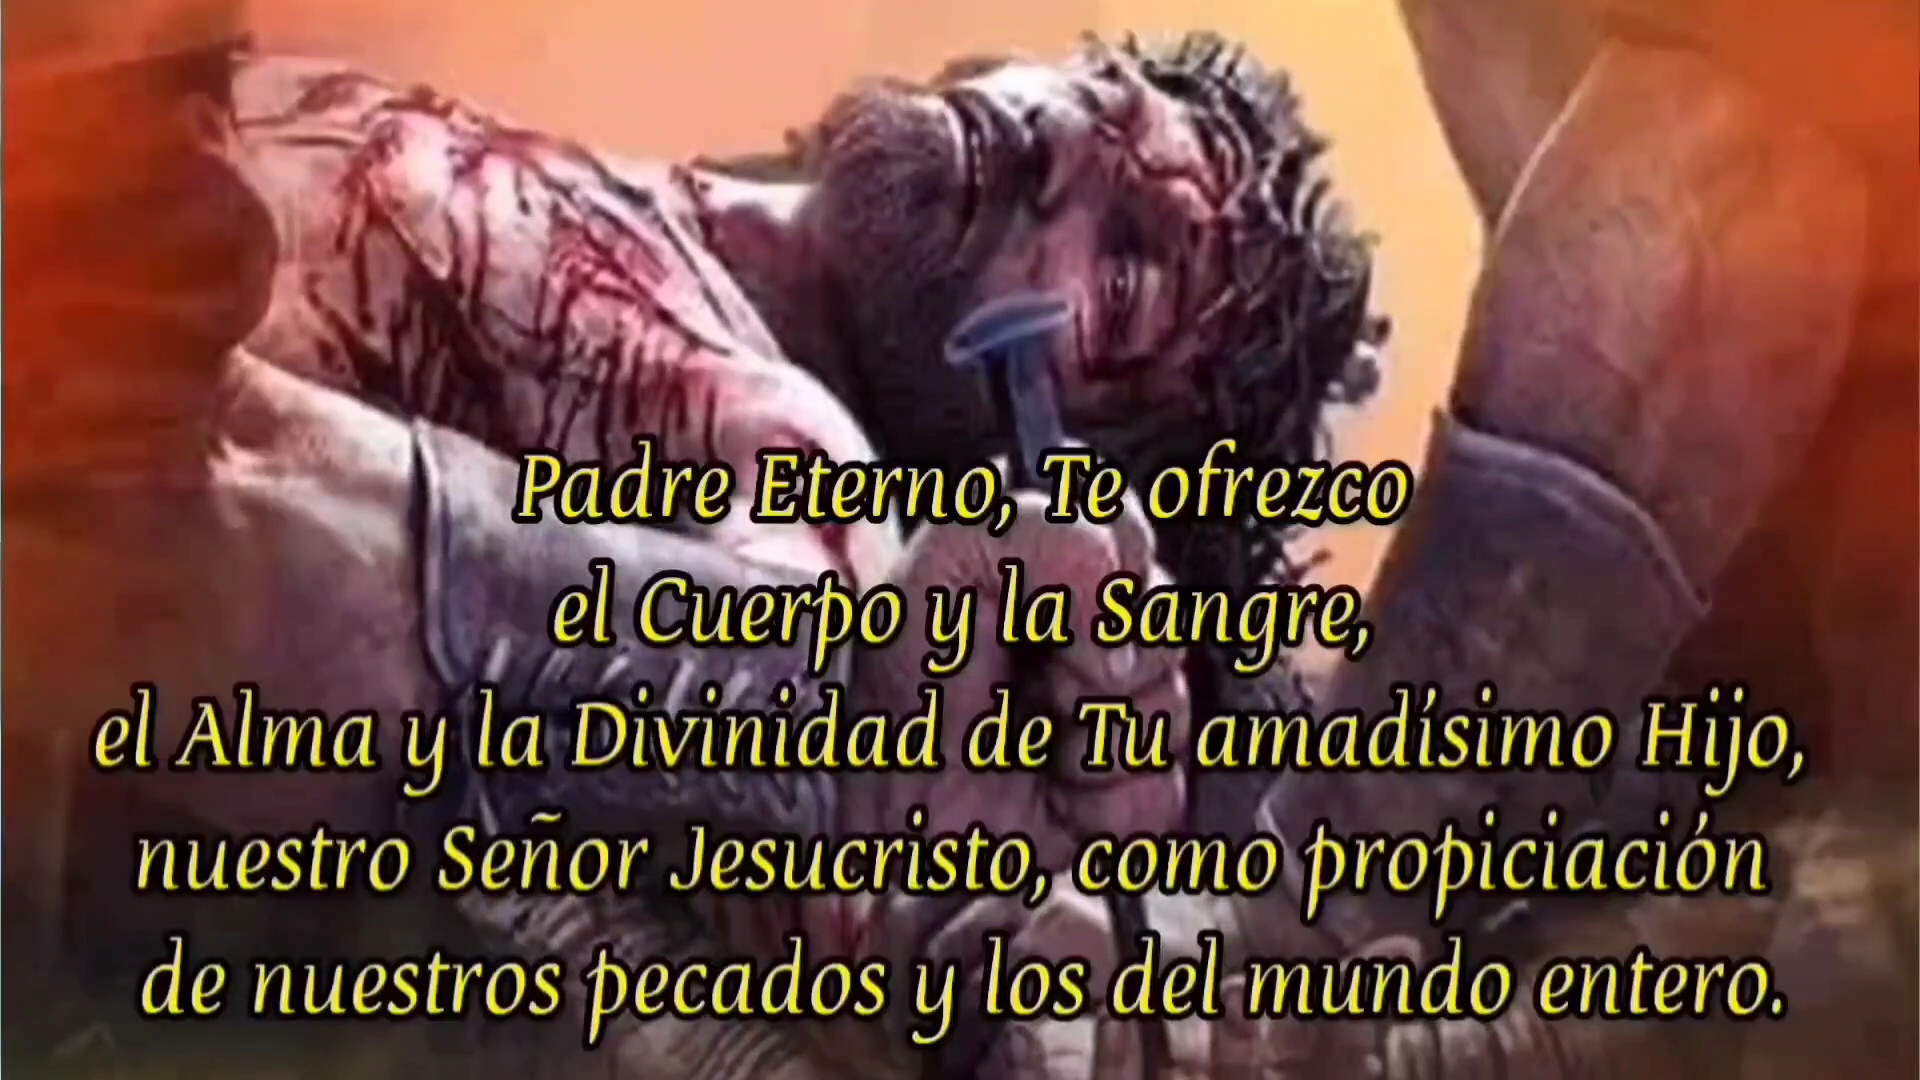 Padre Eterno, Te ofrezco
el Cuerpo y la Sangre,
el Alma y la Divinidad de Tu amadísimo Hijo,
nuestro Señor Jesucristo, como propiciación
de nuestros pecados y los del mundo entero.